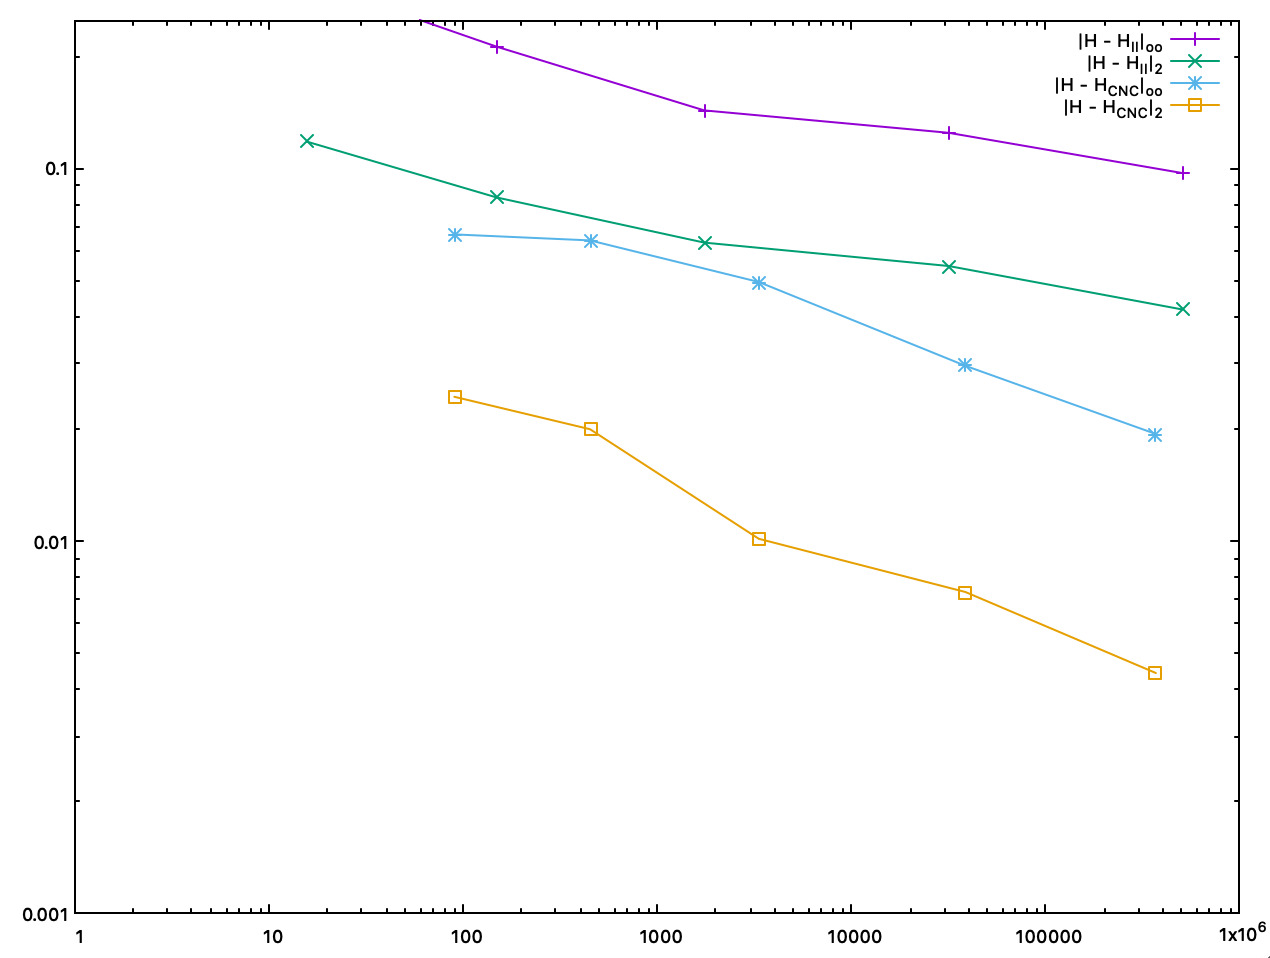 |H - H_II|_oo
|H - H_II|_2
|H - H_CNC|_oo
|H - H_CNC|_2
0.1
0.01
0.001
1 10 100 1000 10000 100000 1x10^6